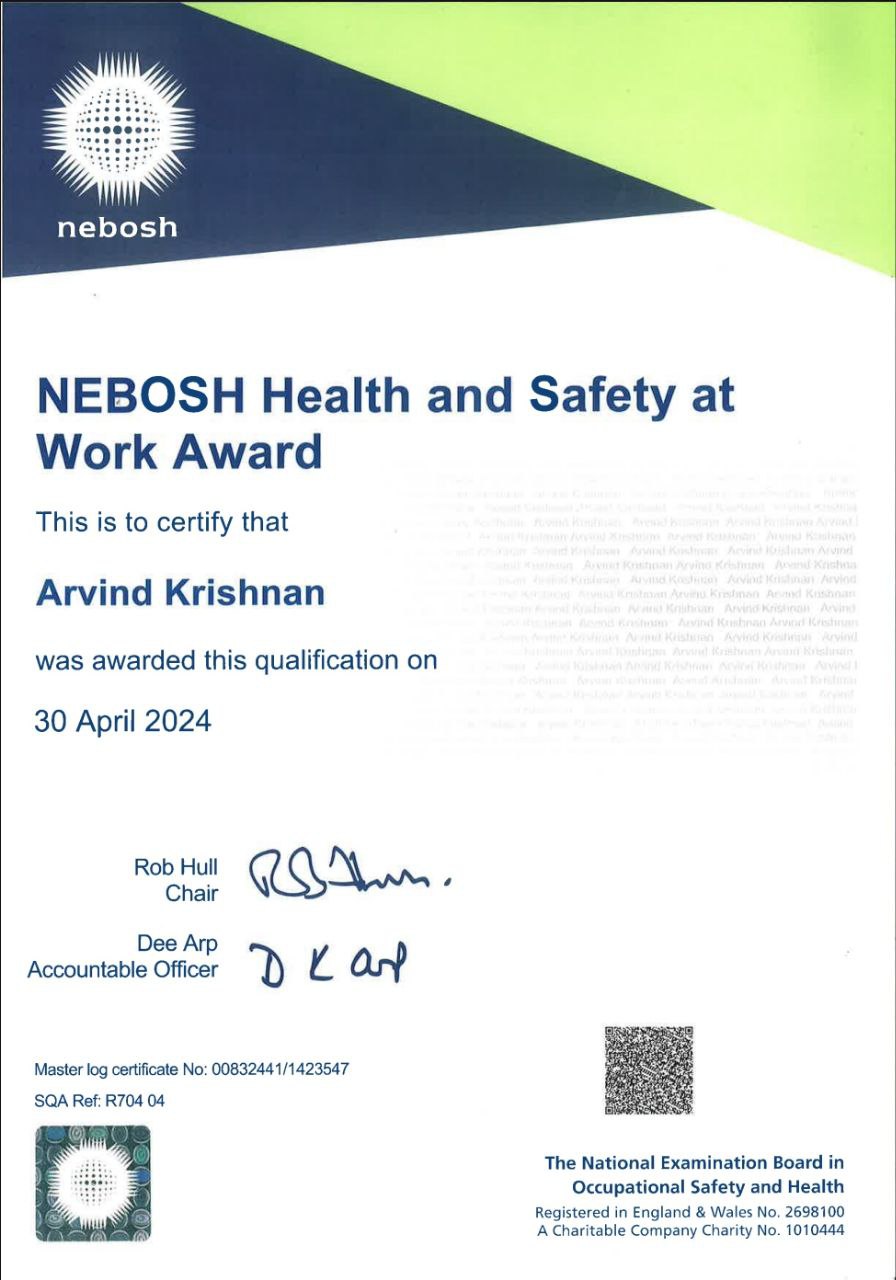 nebosh
NEBOSH Health and Safety at
Work Award
This is to certify that
Arvind Krishnan
was awarded this qualification on
30 April 2024
Rob Hull
Chair
Dee Arp
Accountable Officer
D K Arp
Master log certificate No: 00832441/1423547
SQA Ref: R704 04
The National Examination Board in
Occupational Safety and Health
Registered in England & Wales No. 2698100
A Charitable Company Charity No. 1010444